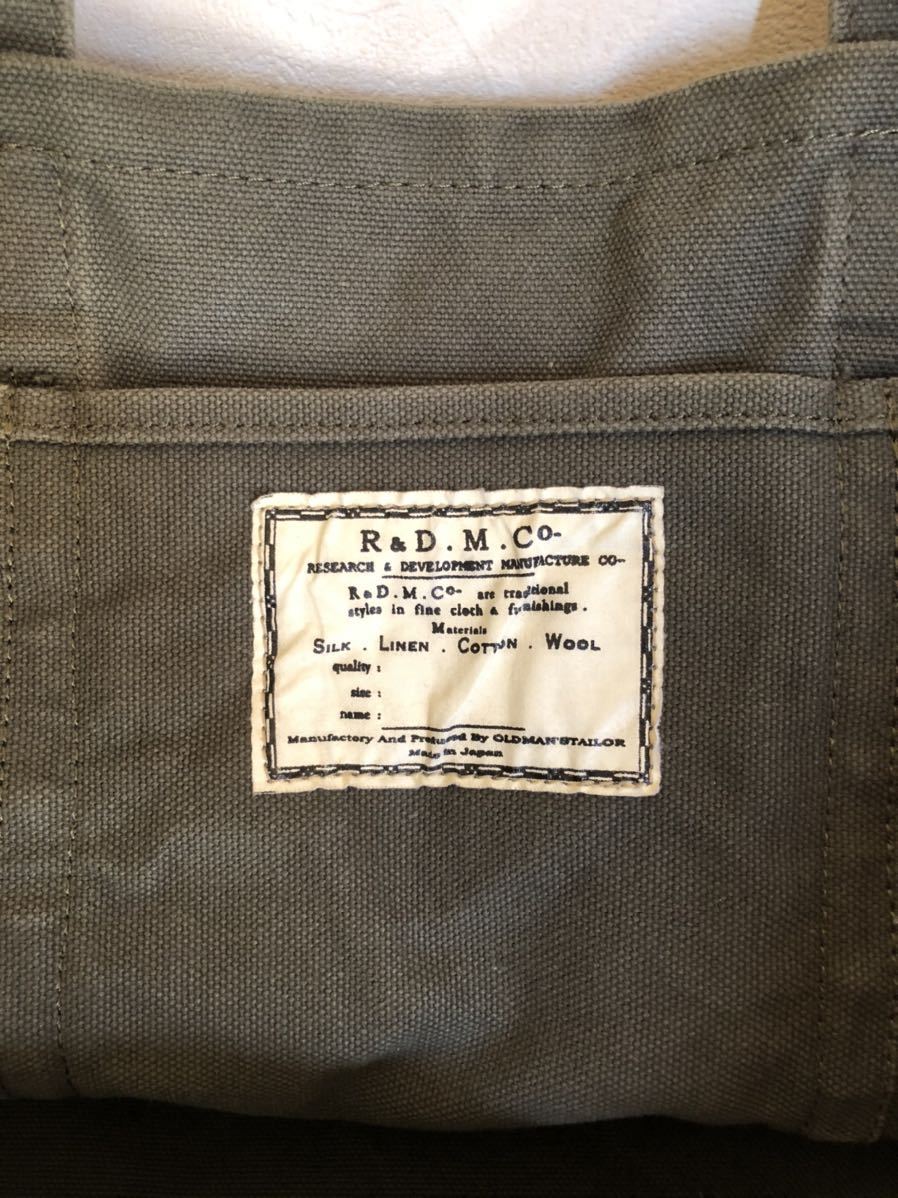 R & D . M . Co-
RESEARCH & DEVELOPMENT MANUFACTURE CO-
R & D . M . Co- are traditional
styles in fine cloth & furnishings .
Materials
SILK . LINEN . COTTON . WOOL
quality :
size :
name :
Manufactory And Produced By OLDMAN'STAILOR
Made in Japan